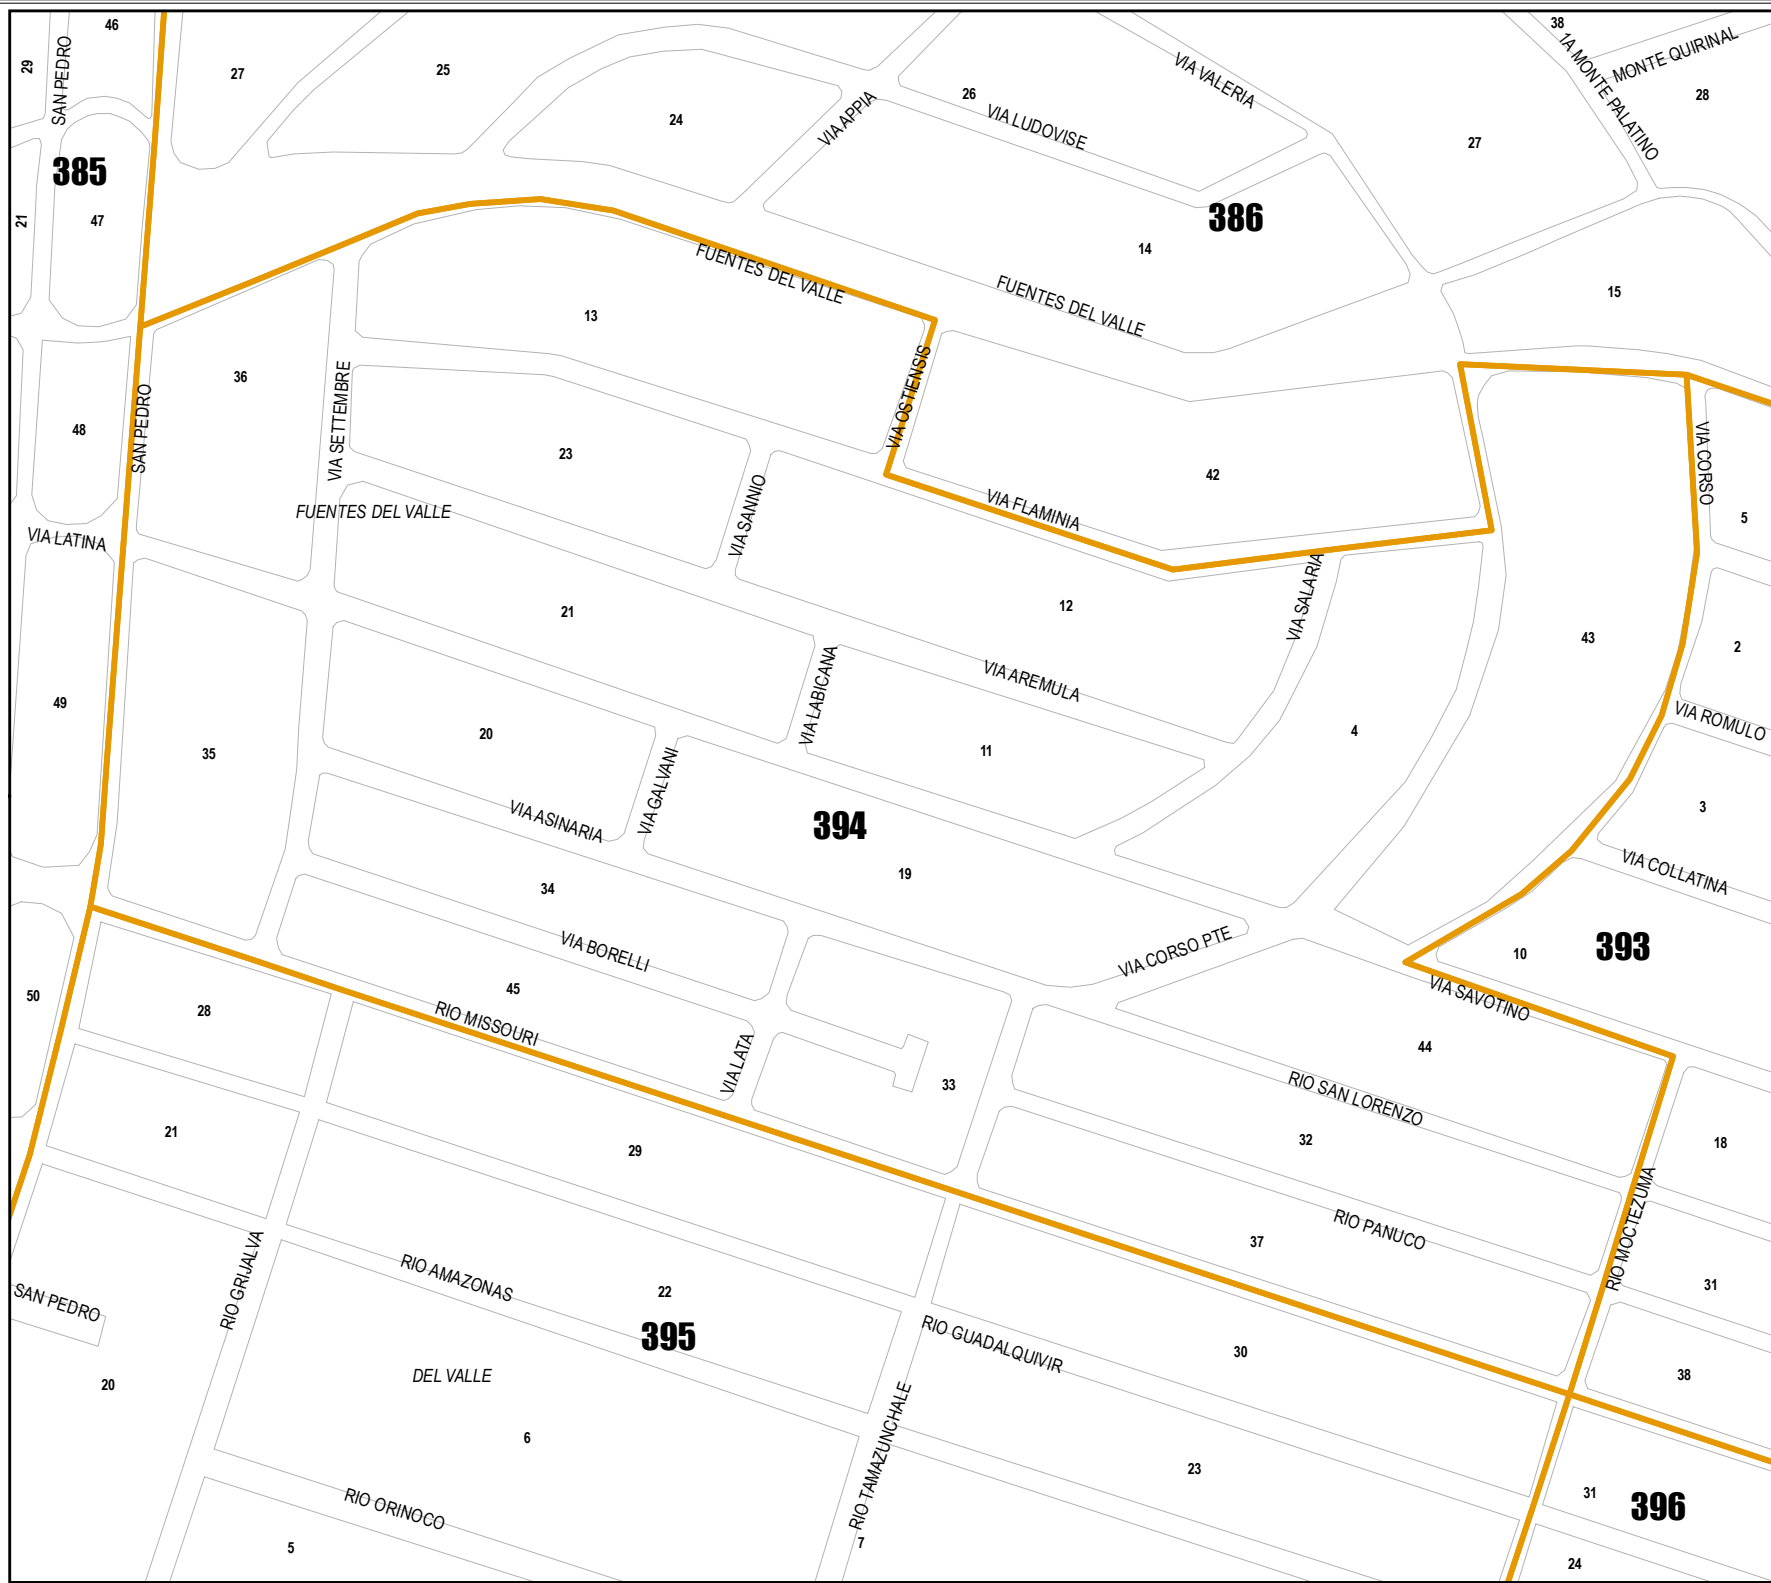 46
38
1A MONTE PALATINO
MONTE QUIRINAL
29
SAN PEDRO
27
25
VIA VALERIA
26
28
VIA APPIA
VIA LUDOVISE
24
27
385
21
47
386
14
FUENTES DEL VALLE
FUENTES DEL VALLE
15
13
VIA OSTIENSIS
36
VIA SETTEMBRE
SAN PEDRO
48
23
42
VIA CORSO
VIA SANNIO
VIA FLAMINIA
FUENTES DEL VALLE
5
VIA LATINA
VIA SALARIA
12
21
43
2
VIA AREMULA
VIA LABICANA
49
VIA ROMULO
20
4
35
11
VIA GALVANI
VIA ASINARIA
394
3
VIA COLLATINA
19
34
VIA BORELLI
VIA CORSO PTE
393
10
50
45
VIA SAVOTINO
28
RIO MISSOURI
44
VIA LATA
33
RIO SAN LORENZO
21
32
18
29
RIO MOCTEZUMA
RIO PANUCO
37
RIO GRIJALVA
RIO AMAZONAS
31
22
SAN PEDRO
395
RIO GUADALQUIVIR
30
DEL VALLE
38
20
RIO TAMAZUNCHALE
6
23
RIO ORINOCO
31
396
7
5
24